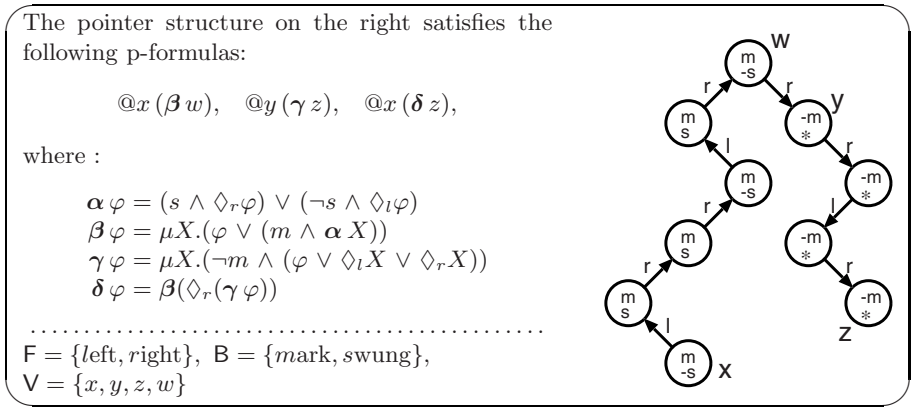 The pointer structure on the right satisfies the
following p-formulas:
@x (β w), @y (γ z), @x (δ z),
where :
α φ = (s ∧ ◊ᵣφ) ∨ (¬s ∧ ◊ₗφ)
β φ = μX.(φ ∨ (m ∧ α X))
γ φ = μX.(¬m ∧ (φ ∨ ◊ₗX ∨ ◊ᵣX))
δ φ = β(◊ᵣ(γ φ))
F = {left, right}, B = {mark, swung},
V = {x, y, z, w}
w
m
-s
r
r
y
m
s
-m
*
l
r
m
-s
-m
*
r
l
m
s
-m
*
r
r
m
s
-m
*
l
z
m
-s
x